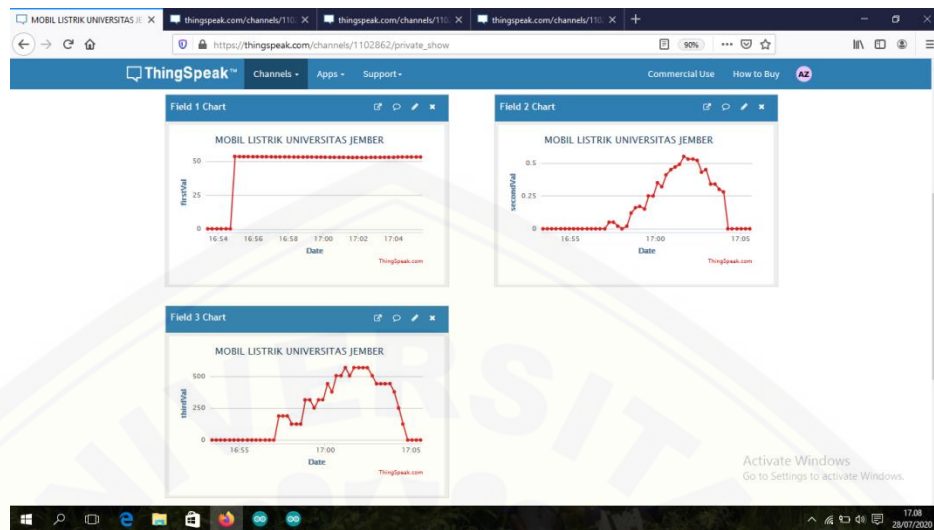 MOBIL LISTRIK UNIVERSITAS JE
thingspeak.com/channels/110
thingspeak.com/channels/110
thingspeak.com/channels/110
https://thingspeak.com/channels/1102862/private_show
90%
ThingSpeak™
Channels
Apps
Support
Commercial Use
How to Buy
AZ
Field 1 Chart
MOBIL LISTRIK UNIVERSITAS JEMBER
firstVal
50
25
0
16:54 16:56 16:58 17:00 17:02 17:04
Date
ThingSpeak.com
Field 2 Chart
MOBIL LISTRIK UNIVERSITAS JEMBER
secondVal
0.5
0.25
0
16:55 17:00 17:05
Date
ThingSpeak.com
Field 3 Chart
MOBIL LISTRIK UNIVERSITAS JEMBER
thirdVal
500
250
0
16:55 17:00 17:05
Date
ThingSpeak.com
Activate Windows
Go to Settings to activate Windows.
17.08
28/07/2020